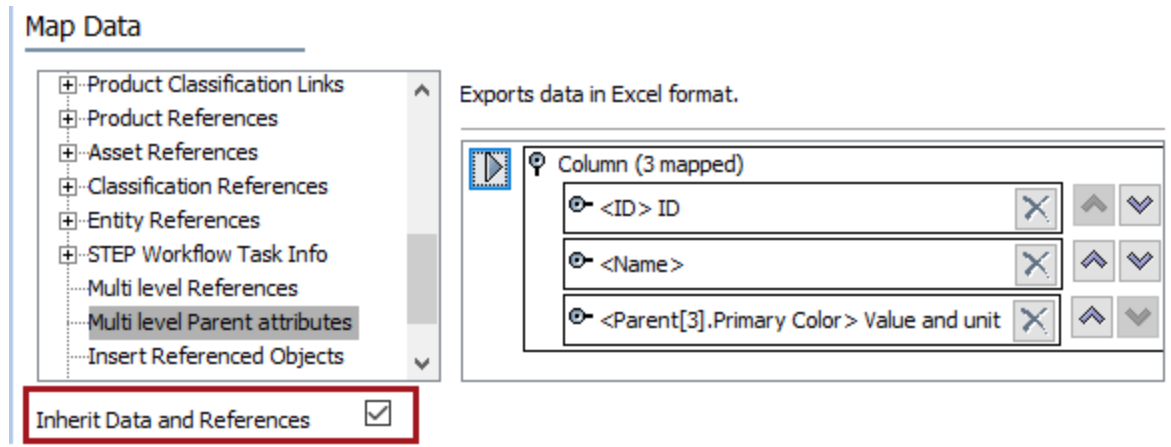 Map Data
Product Classification Links
Product References
Asset References
Classification References
Entity References
STEP Workflow Task Info
Multi level References
Multi level Parent attributes
Insert Referenced Objects
Inherit Data and References
Exports data in Excel format.
Column (3 mapped)
<ID> ID
<Name>
<Parent[3].Primary Color> Value and unit